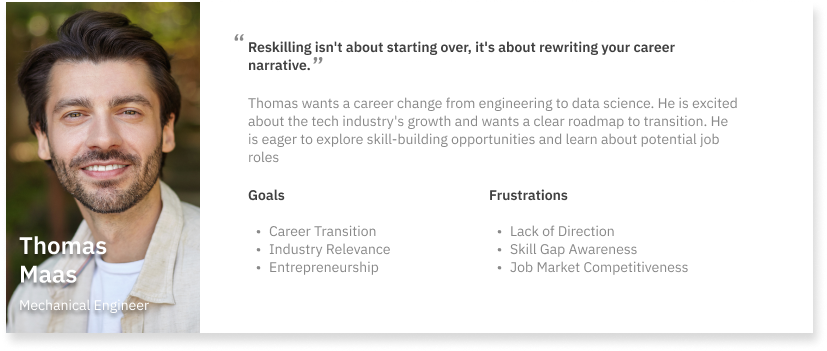 “ Reskilling isn't about starting over, it's about rewriting your career
narrative. ”
Thomas wants a career change from engineering to data science. He is excited
about the tech industry's growth and wants a clear roadmap to transition. He
is eager to explore skill-building opportunities and learn about potential job
roles
Goals
• Career Transition
• Industry Relevance
• Entrepreneurship
Frustrations
• Lack of Direction
• Skill Gap Awareness
• Job Market Competitiveness
Thomas
Maas
Mechanical Engineer